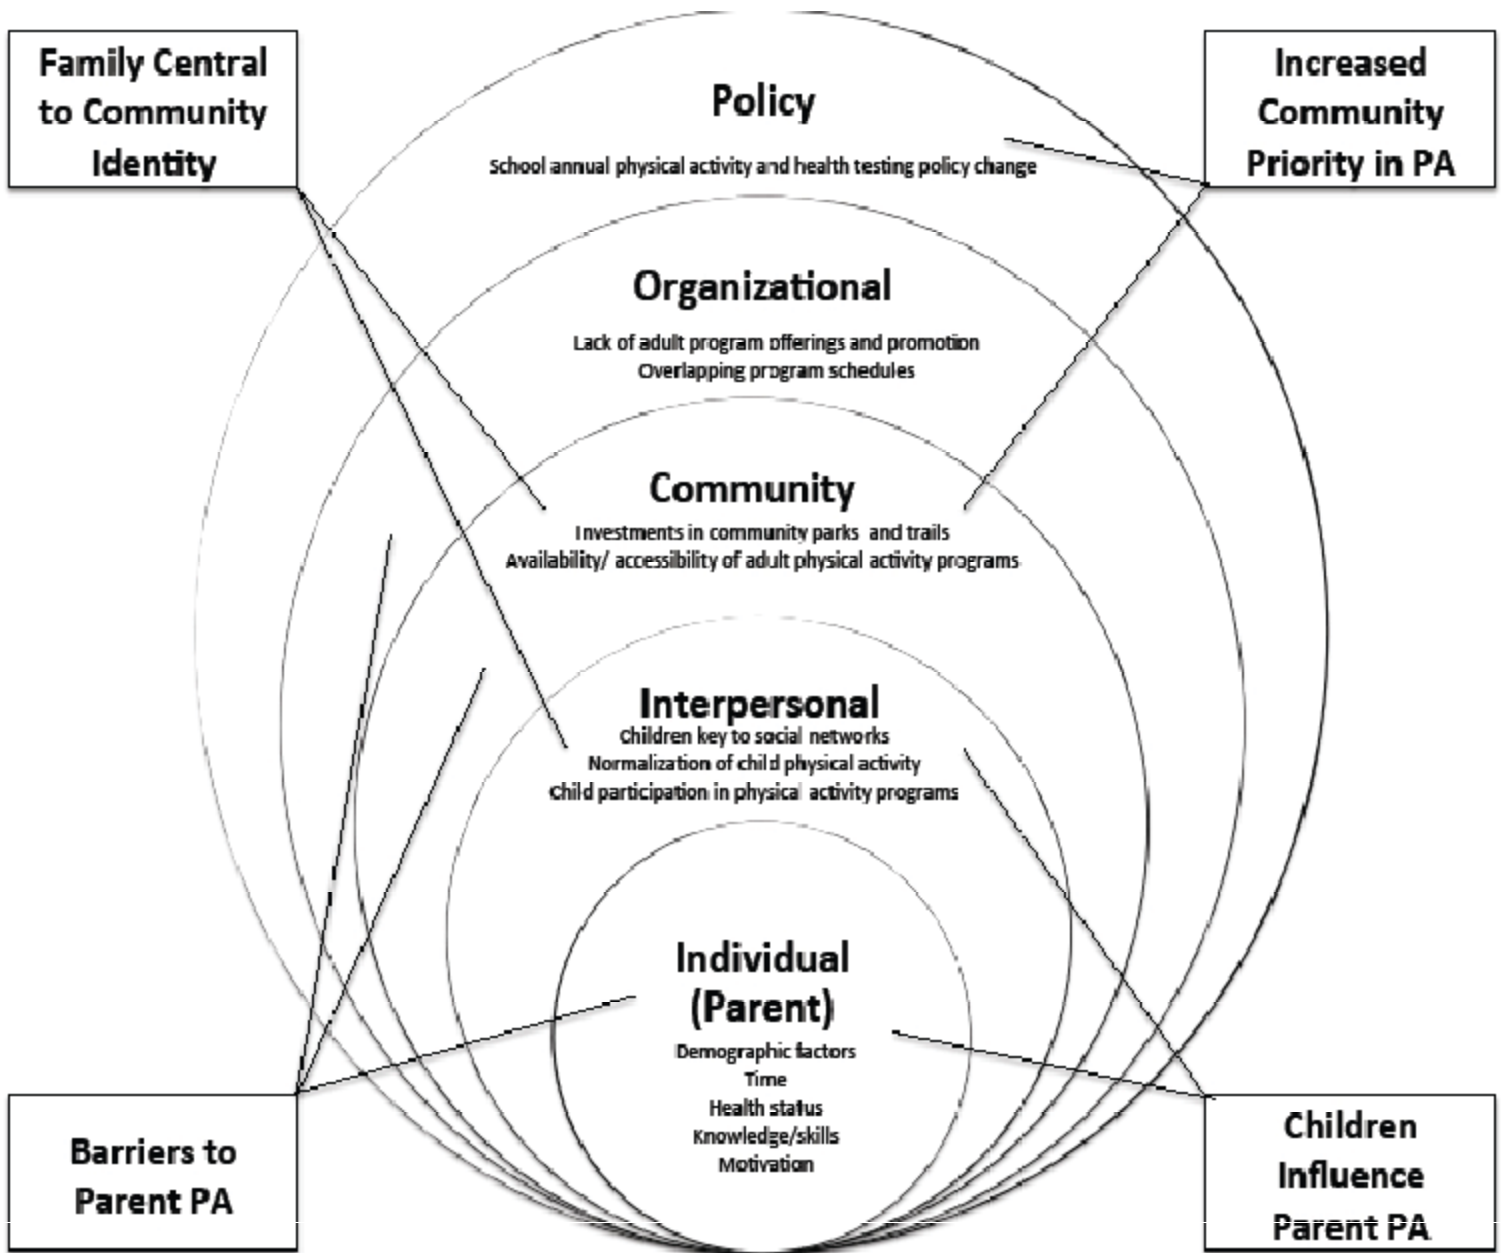 Family Central
to Community
Identity
Increased
Community
Priority in PA
Policy
School annual physical activity and health testing policy change
Organizational
Lack of adult program offerings and promotion
Overlapping program schedules
Community
Investments in community parks and trails
Availability/ accessibility of adult physical activity programs
Interpersonal
Children key to social networks
Normalization of child physical activity
Child participation in physical activity programs
Individual
(Parent)
Demographic factors
Time
Health status
Knowledge/skills
Motivation
Barriers to
Parent PA
Children
Influence
Parent PA